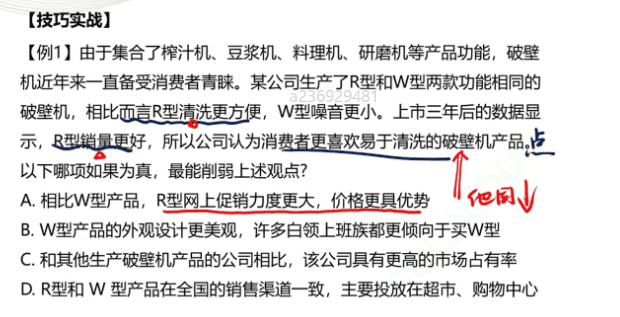 【技巧实战】
【例1】由于集合了榨汁机、豆浆机、料理机、研磨机等产品功能，破壁
机近年来一直备受消费者青睐。某公司生产了R型和W型两款功能相同的
a236929481
破壁机，相比而言R型清洗更方便，W型噪音更小。上市三年后的数据显
示，R型销量更好，所以公司认为消费者更喜欢易于清洗的破壁机产品。点
以下哪项如果为真，最能削弱上述观点?
A. 相比W型产品，R型网上促销力度更大，价格更具优势
他因
B. W型产品的外观设计更美观，许多白领上班族都更倾向于买W型
C. 和其他生产破壁机产品的公司相比，该公司具有更高的市场占有率
D. R型和 W 型产品在全国的销售渠道一致，主要投放在超市、购物中心